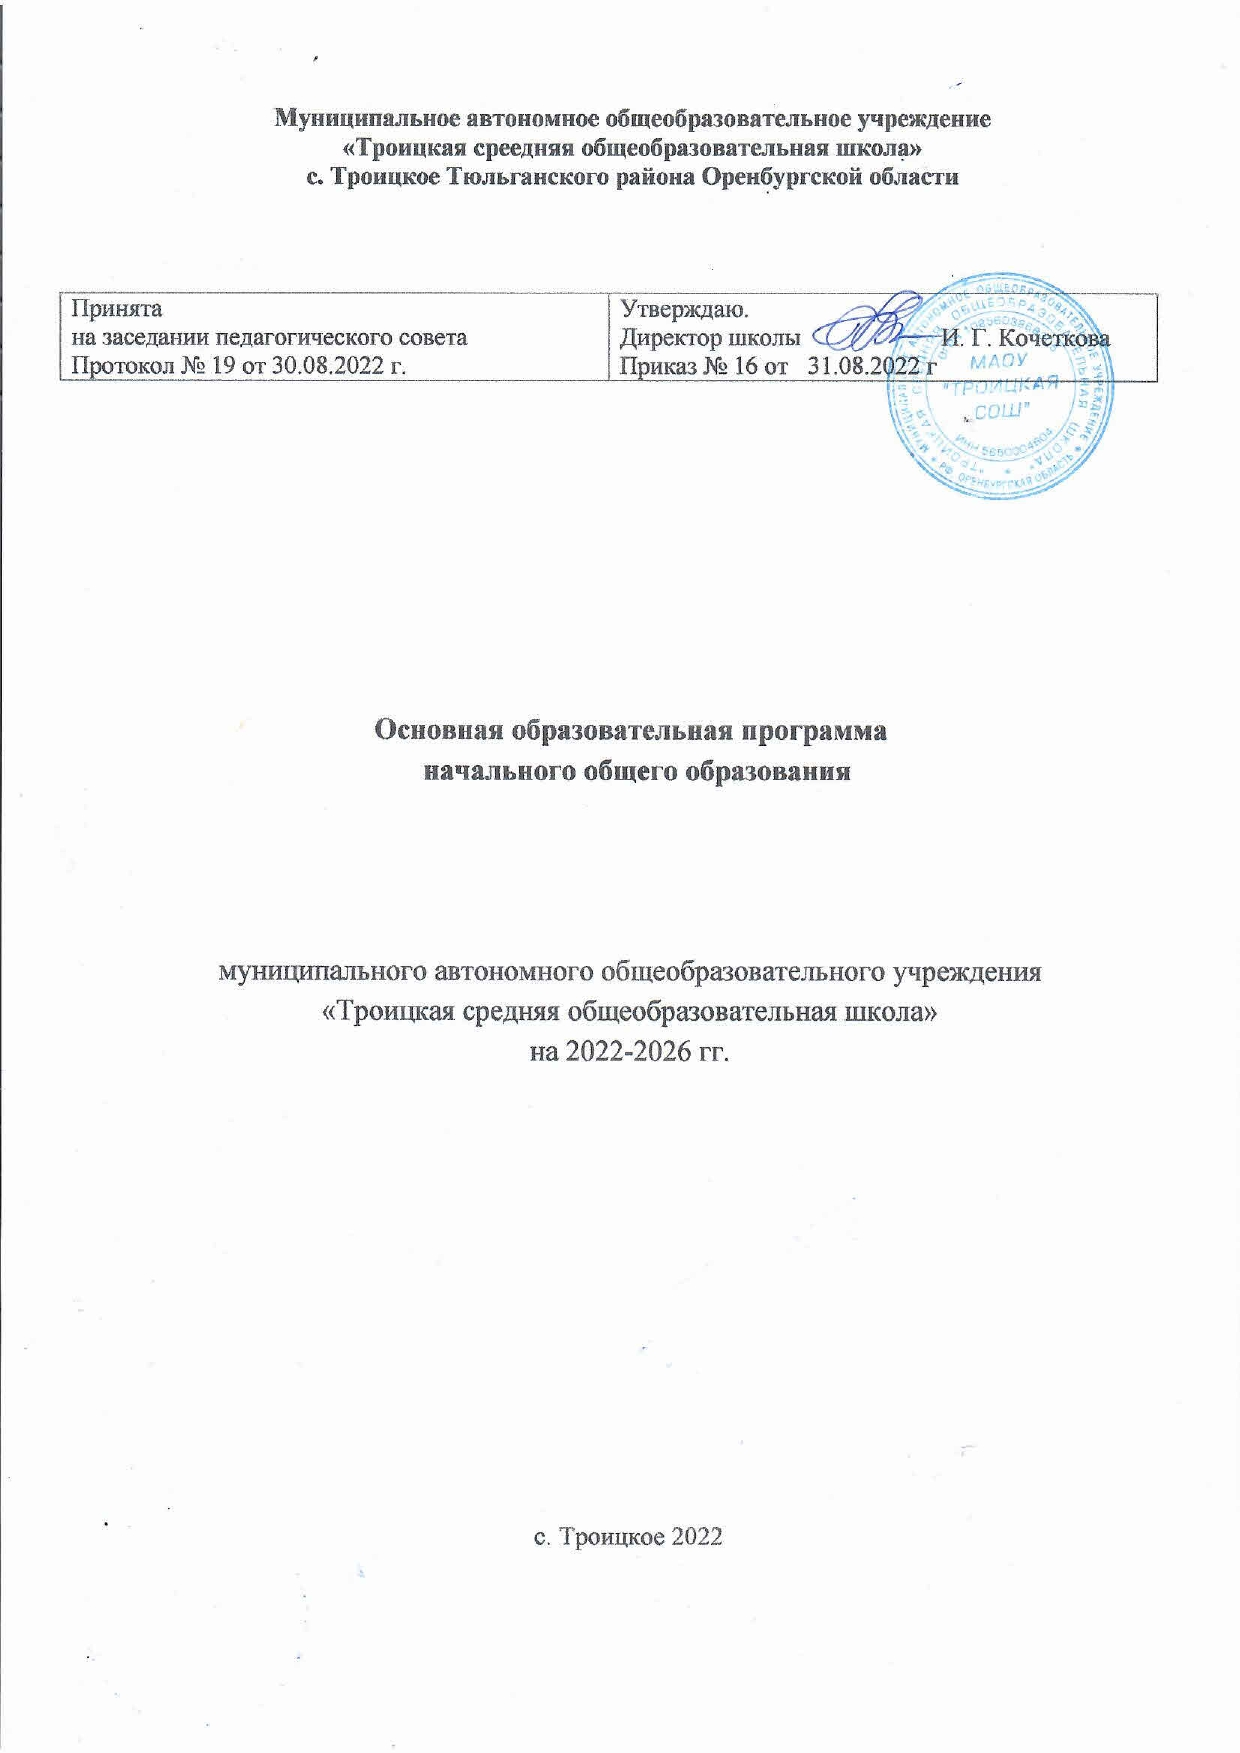 Муниципальное автономное общеобразовательное учреждение
«Троицкая среедняя общеобразовательная школа»
с. Троицкое Тюльганского района Оренбургской области
Принята
на заседании педагогического совета
Протокол № 19 от 30.08.2022 г.
Утверждаю.
Директор школы И. Г. Кочеткова
Приказ № 16 от 31.08.2022 г
МАОУ
"ТРОИЦКАЯ
СОШ"
РФ ОРЕНБУРГСКАЯ ОБЛАСТЬ
Основная образовательная программа
начального общего образования
муниципального автономного общеобразовательного учреждения
«Троицкая средняя общеобразовательная школа»
на 2022-2026 гг.
с. Троицкое 2022